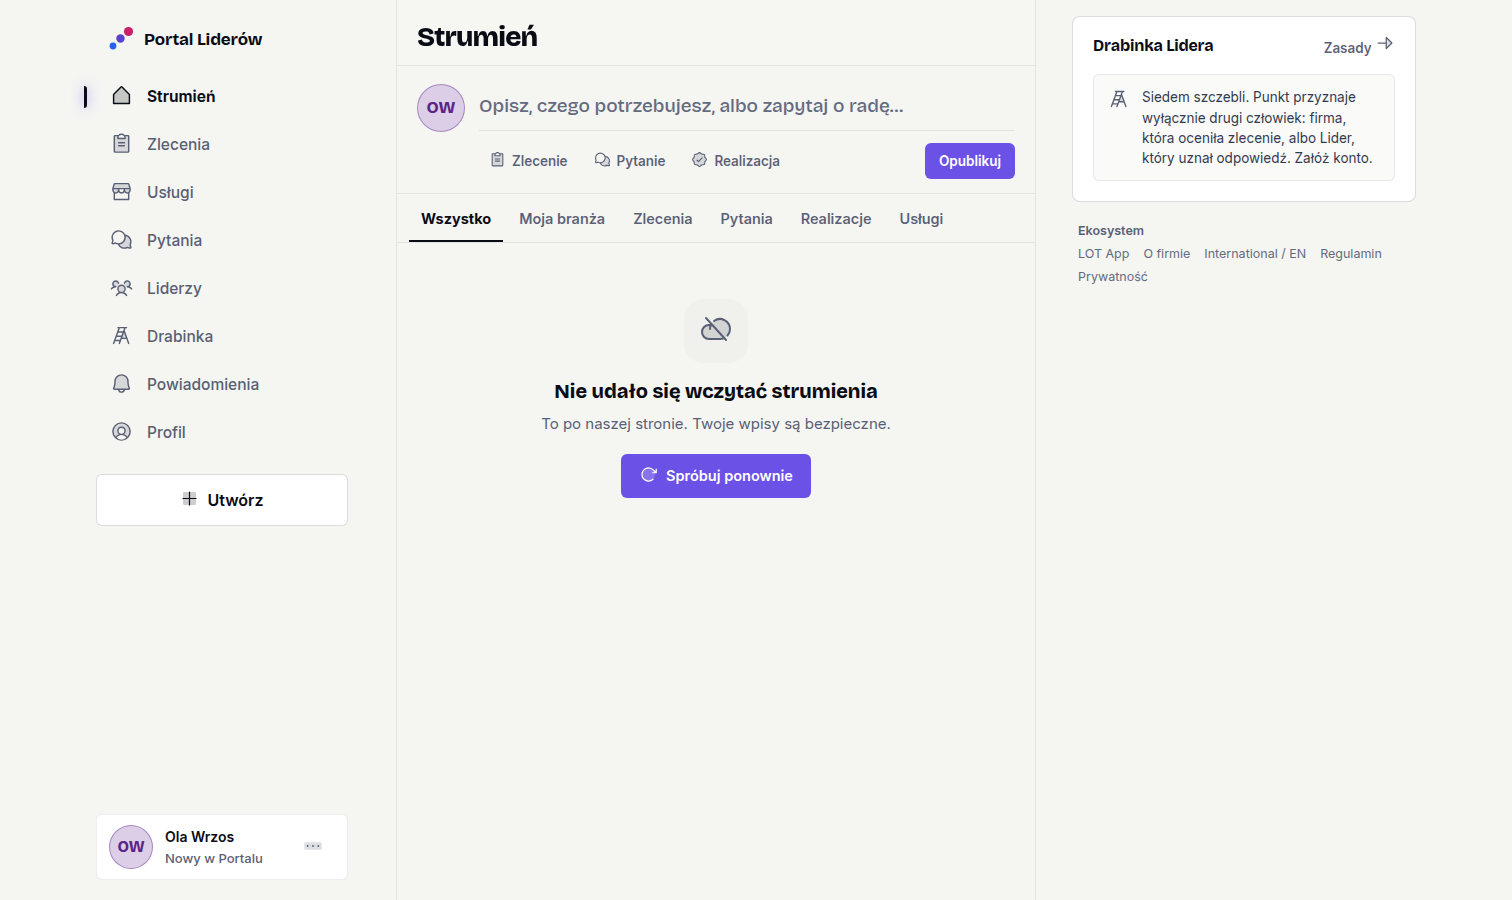 Portal Liderów
Strumień
Zlecenia
Usługi
Pytania
Liderzy
Drabinka
Powiadomienia
Profil
Utwórz
OW
Ola Wrzos
Nowy w Portalu
Strumień
OW
Opisz, czego potrzebujesz, albo zapytaj o radę...
Zlecenie Pytanie Realizacja Opublikuj
Wszystko Moja branża Zlecenia Pytania Realizacje Usługi
Nie udało się wczytać strumienia
To po naszej stronie. Twoje wpisy są bezpieczne.
Spróbuj ponownie
Drabinka Lidera Zasady
Siedem szczebli. Punkt przyznaje
wyłącznie drugi człowiek: firma,
która oceniła zlecenie, albo Lider,
który uznał odpowiedź. Załóż konto.
Ekosystem
LOT App O firmie International / EN Regulamin
Prywatność